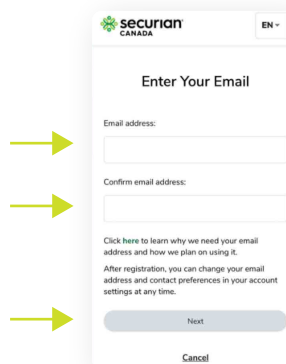 securian
CANADA
EN
Enter Your Email
Email address:
Confirm email address:
Click here to learn why we need your email
address and how we plan on using it.
After registration, you can change your email
address and contact preferences in your account
settings at any time.
Next
Cancel